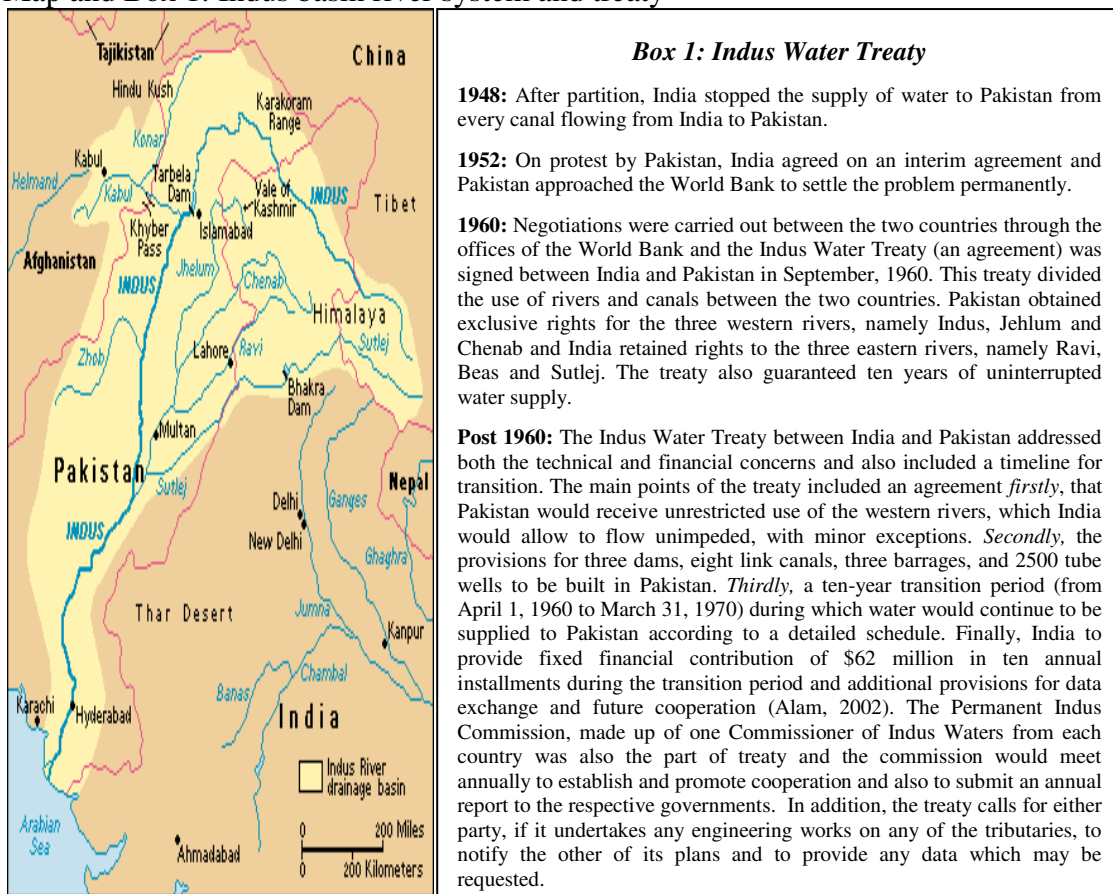 Map and Box 1: Indus basin river system and treaty
Tajikistan
China
Hindu Kush
Karakoram
Range
Konar
Kabul
Tarbela
Dam
Helmand
Kabul
Vale of
Kashmir
INDUS
Tibet
Khyber
Pass
Islamabad
Afghanistan
INDUS
Jhelum
Chenab
Himalaya
Zhob
Lahore
Ravi
Sutlej
Bhakra
Dam
Multan
Pakistan
Sutlej
Nepal
Delhi
New Delhi
Ganges
INDUS
Ghaghra
Thar Desert
Jumna
Kanpur
Chambal
Banas
Karachi
Hyderabad
India
Indus River
drainage basin
Arabian
Sea
0 200 Miles
0 200 Kilometers
Ahmadabad
Box 1: Indus Water Treaty
1948: After partition, India stopped the supply of water to Pakistan from
every canal flowing from India to Pakistan.
1952: On protest by Pakistan, India agreed on an interim agreement and
Pakistan approached the World Bank to settle the problem permanently.
1960: Negotiations were carried out between the two countries through the
offices of the World Bank and the Indus Water Treaty (an agreement) was
signed between India and Pakistan in September, 1960. This treaty divided
the use of rivers and canals between the two countries. Pakistan obtained
exclusive rights for the three western rivers, namely Indus, Jehlum and
Chenab and India retained rights to the three eastern rivers, namely Ravi,
Beas and Sutlej. The treaty also guaranteed ten years of uninterrupted
water supply.
Post 1960: The Indus Water Treaty between India and Pakistan addressed
both the technical and financial concerns and also included a timeline for
transition. The main points of the treaty included an agreement firstly, that
Pakistan would receive unrestricted use of the western rivers, which India
would allow to flow unimpeded, with minor exceptions. Secondly, the
provisions for three dams, eight link canals, three barrages, and 2500 tube
wells to be built in Pakistan. Thirdly, a ten-year transition period (from
April 1, 1960 to March 31, 1970) during which water would continue to be
supplied to Pakistan according to a detailed schedule. Finally, India to
provide fixed financial contribution of $62 million in ten annual
installments during the transition period and additional provisions for data
exchange and future cooperation (Alam, 2002). The Permanent Indus
Commission, made up of one Commissioner of Indus Waters from each
country was also the part of treaty and the commission would meet
annually to establish and promote cooperation and also to submit an annual
report to the respective governments. In addition, the treaty calls for either
party, if it undertakes any engineering works on any of the tributaries, to
notify the other of its plans and to provide any data which may be
requested.